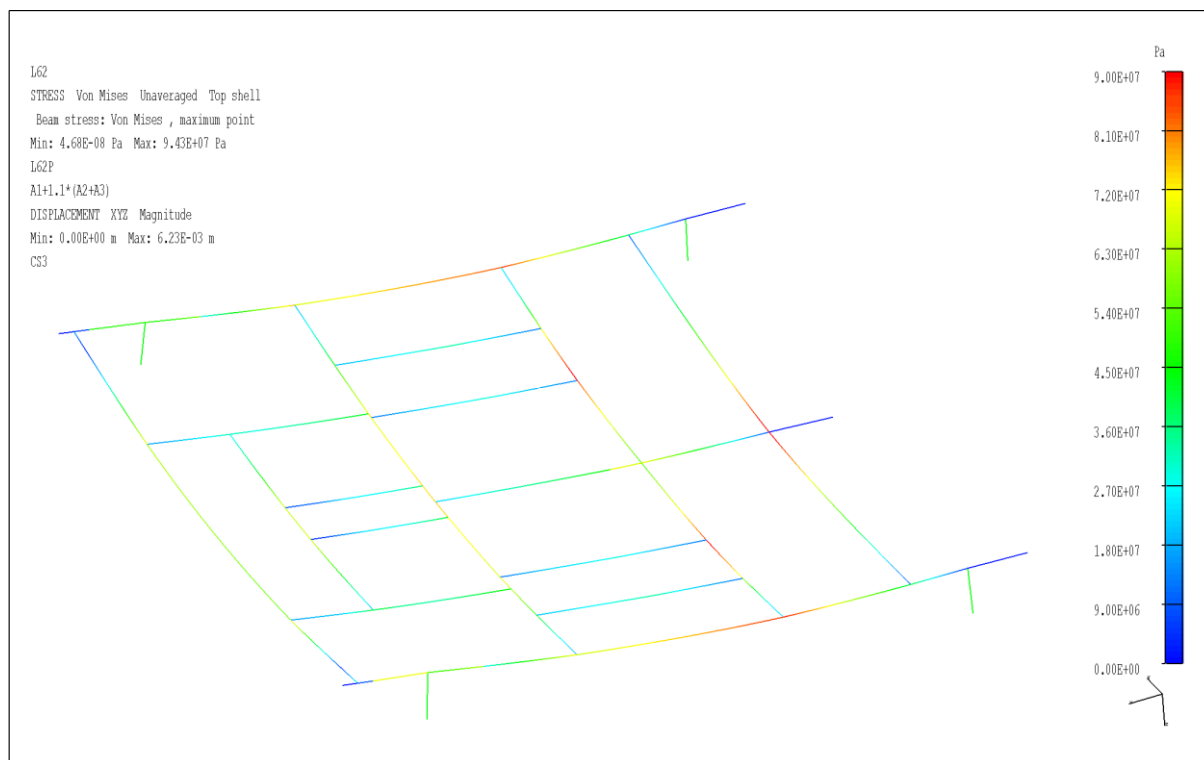 L62
STRESS Von Mises Unaveraged Top shell
Beam stress: Von Mises , maximum point
Min: 4.68E-08 Pa Max: 9.43E+07 Pa
L62P
A1+1.1*(A2+A3)
DISPLACEMENT XYZ Magnitude
Min: 0.00E+00 m Max: 6.23E-03 m
CS3
Pa
9.00E+07
8.10E+07
7.20E+07
6.30E+07
5.40E+07
4.50E+07
3.60E+07
2.70E+07
1.80E+07
9.00E+06
0.00E+00